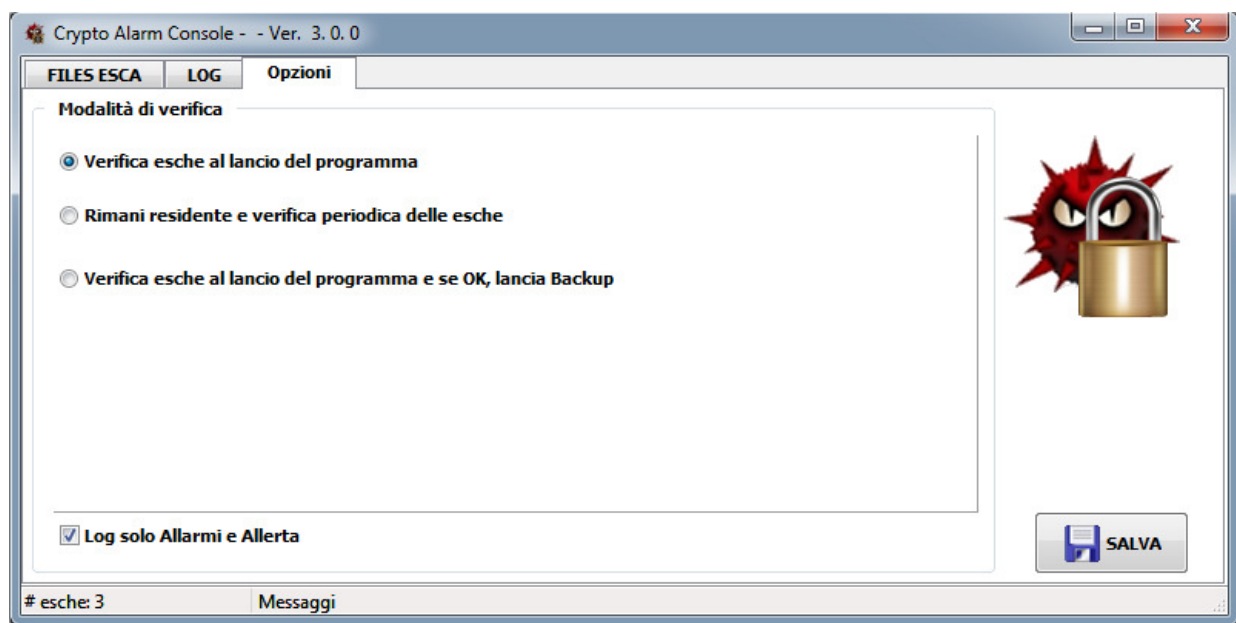 Crypto Alarm Console - - Ver. 3. 0. 0
FILES ESCA LOG Opzioni
Modalità di verifica
Verifica esche al lancio del programma
Rimani residente e verifica periodica delle esche
Verifica esche al lancio del programma e se OK, lancia Backup
Log solo Allarmi e Allerta
SALVA
# esche: 3 Messaggi